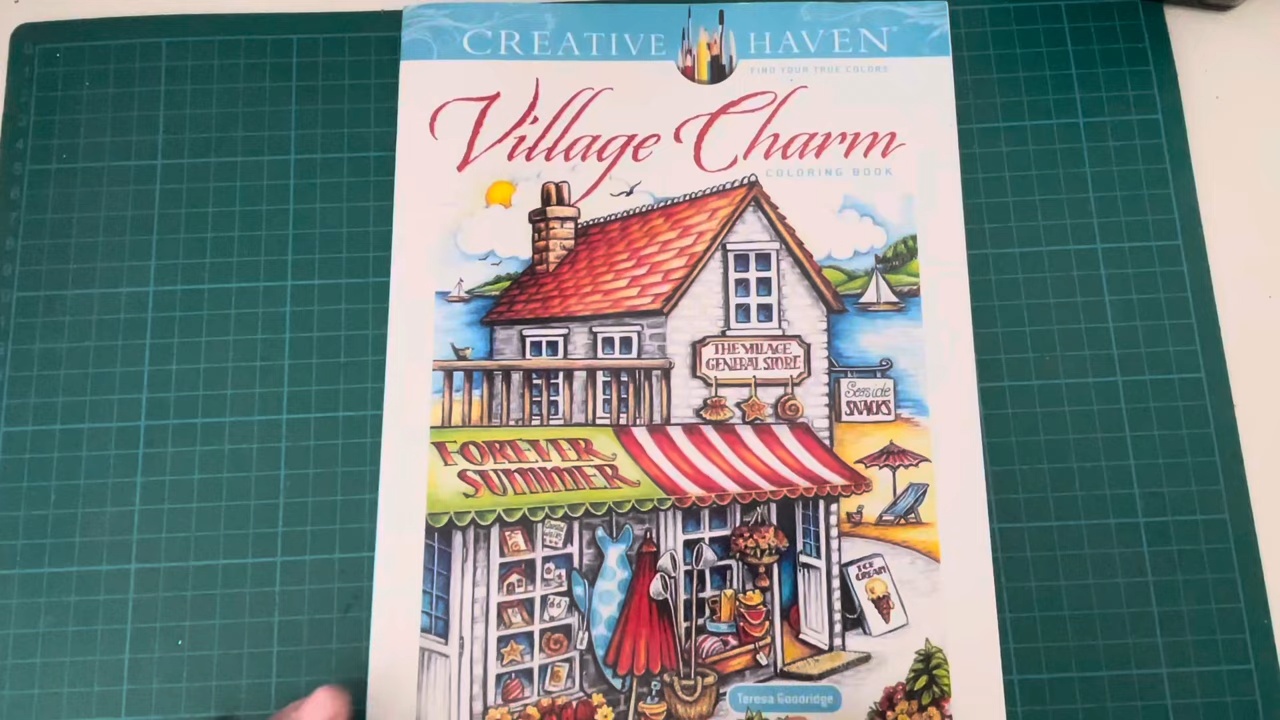 CREATIVE HAVEN
FIND YOUR TRUE COLORS
Village Charm
COLORING BOOK
THE VILLAGE
GENERAL STORE
Seaside
SNACKS
FOREVER
SUMMER
ICE
CREAM
Teresa Goodridge